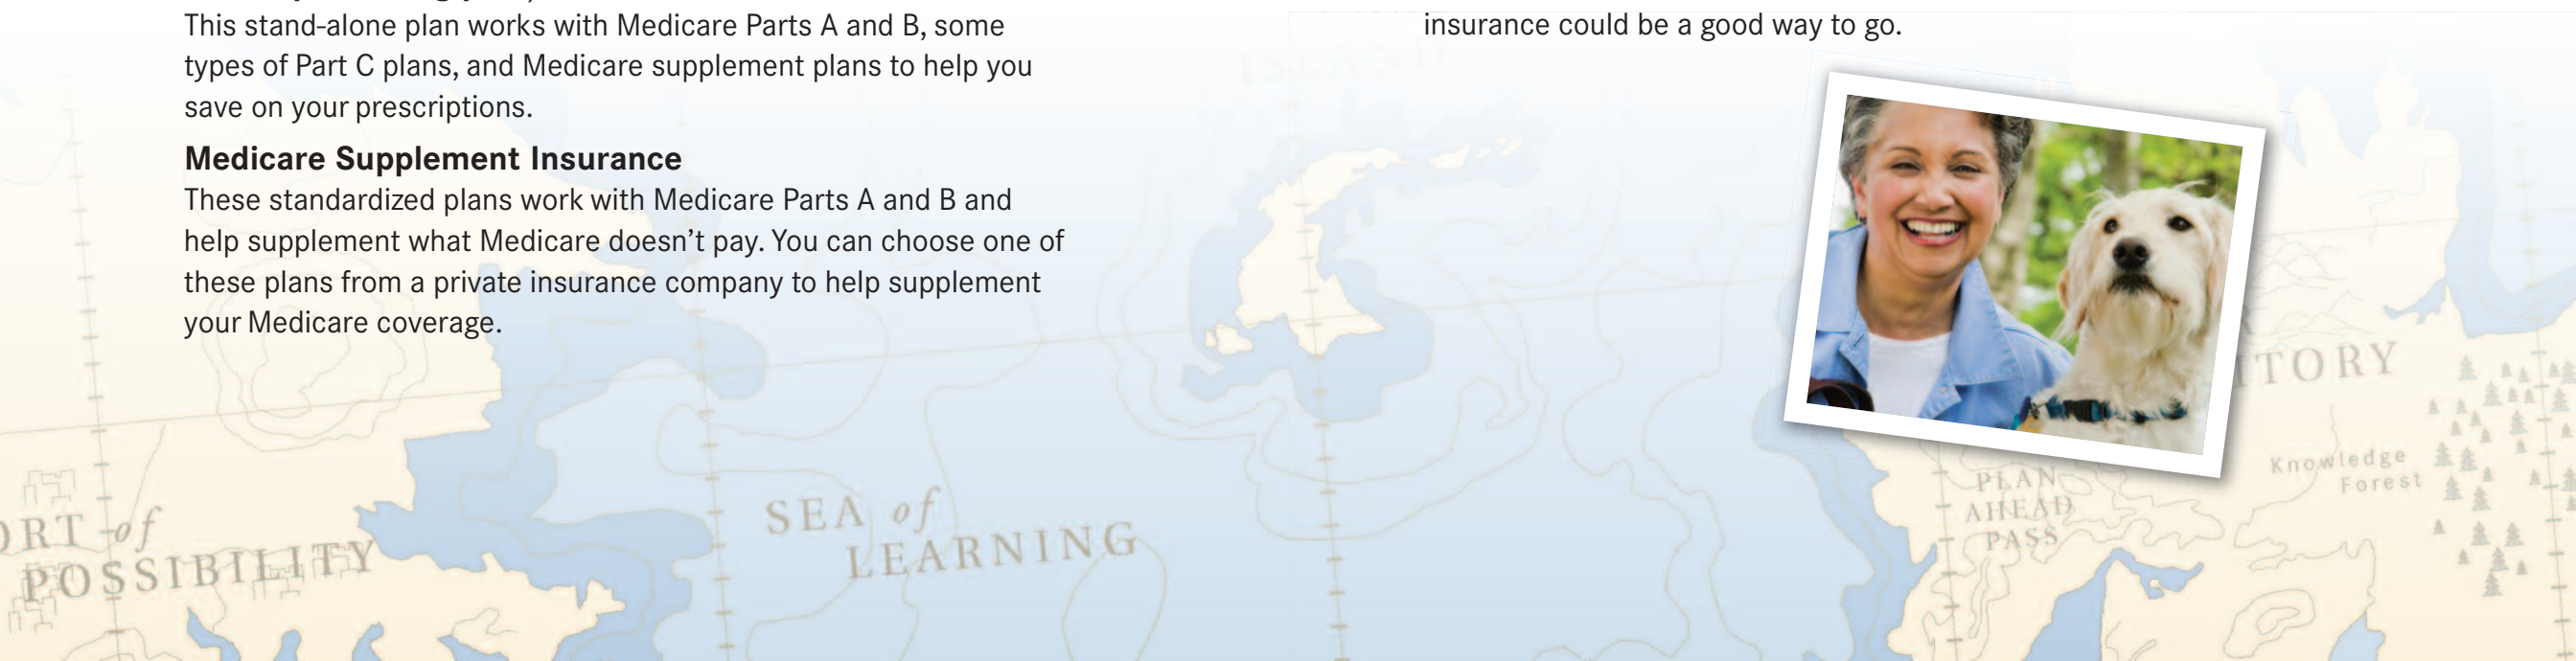 This stand-alone plan works with Medicare Parts A and B, some
types of Part C plans, and Medicare supplement plans to help you
save on your prescriptions.
Medicare Supplement Insurance
These standardized plans work with Medicare Parts A and B and
help supplement what Medicare doesn’t pay. You can choose one of
these plans from a private insurance company to help supplement
your Medicare coverage.
insurance could be a good way to go.
ISLAND
of
POSSIBILITY
SEA of
LEARNING
PLAN
AHEAD
PASS
Knowledge
Forest